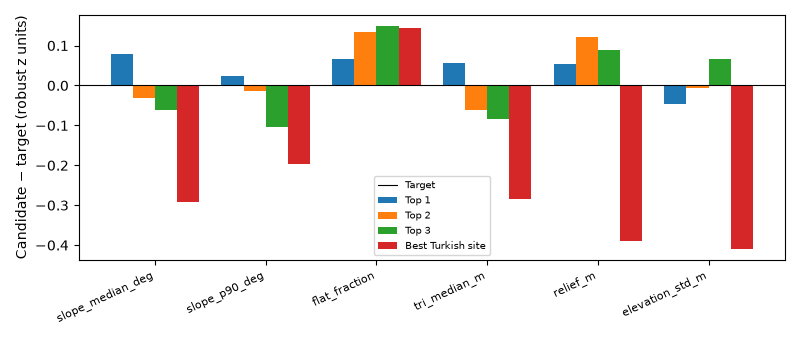 Candidate − target (robust z units)
0.1
0.0
−0.1
−0.2
−0.3
−0.4
Target
Top 1
Top 2
Top 3
Best Turkish site
slope_median_deg
slope_p90_deg
flat_fraction
tri_median_m
relief_m
elevation_std_m